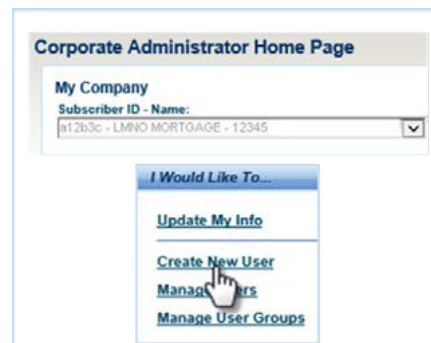 Corporate Administrator Home Page
My Company
Subscriber ID - Name:
a12b3c - LMNO MORTGAGE - 12345
I Would Like To...
Update My Info
Create New User
Manage
Manage User Groups